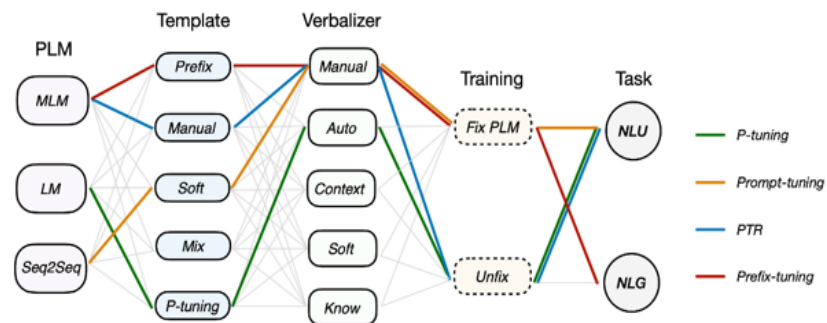 PLM
MLM
LM
Seq2Seq
Template
Prefix
Manual
Soft
Mix
P-tuning
Verbalizer
Manual
Auto
Context
Soft
Know
Training
Fix PLM
Unfix
Task
NLU
NLG
P-tuning
Prompt-tuning
PTR
Prefix-tuning